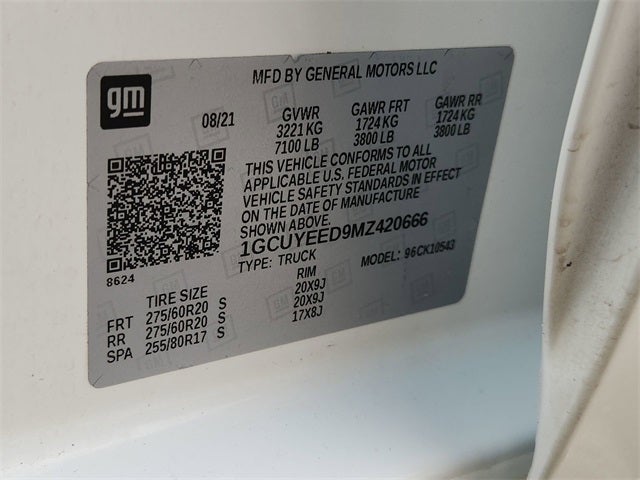 gm
MFD BY GENERAL MOTORS LLC
08/21 GVWR GAWR FRT GAWR RR
3221 KG 1724 KG 1724 KG
7100 LB 3800 LB 3800 LB
THIS VEHICLE CONFORMS TO ALL
APPLICABLE U.S. FEDERAL MOTOR
VEHICLE SAFETY STANDARDS IN EFFECT
ON THE DATE OF MANUFACTURE
SHOWN ABOVE.
1GCUYEED9MZ420666
TYPE: TRUCK MODEL: 96CK10543
8624
TIRE SIZE RIM
FRT 275/60R20 S 20X9J
RR 275/60R20 S 20X9J
SPA 255/80R17 S 17X8J